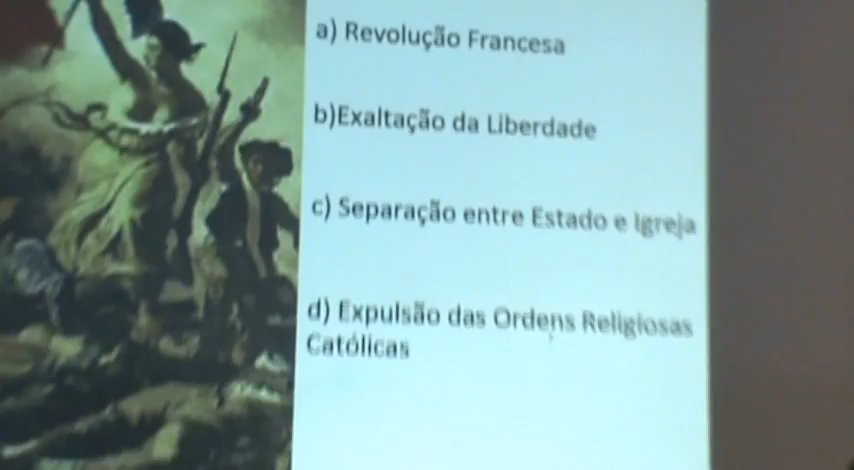 a) Revolução Francesa
b)Exaltação da Liberdade
c) Separação entre Estado e Igreja
d) Expulsão das Ordens Religiosas
Católicas